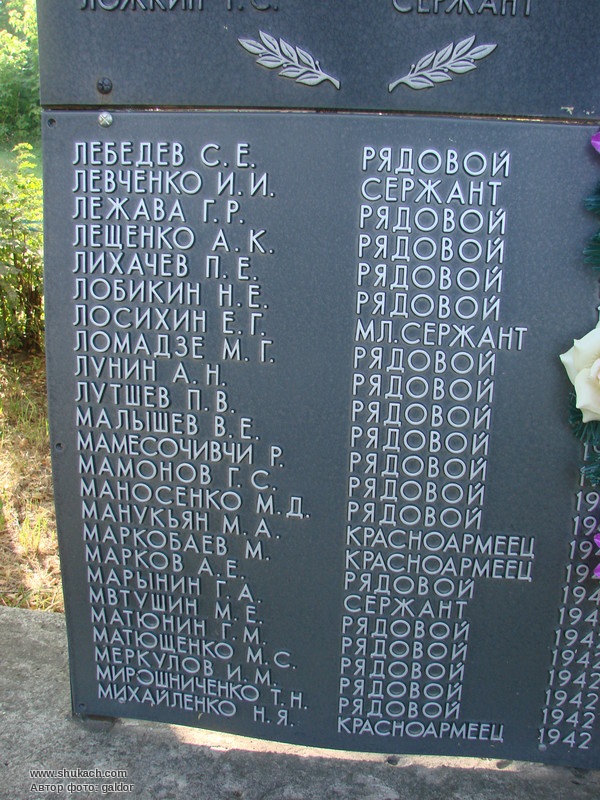 ЛОЖКИН Т.С. СЕРЖАНТ
ЛЕБЕДЕВ С.Е. РЯДОВОЙ
ЛЕВЧЕНКО И.И. СЕРЖАНТ
ЛЕЖАВА Г.Р. РЯДОВОЙ
ЛЕЩЕНКО А.К. РЯДОВОЙ
ЛИХАЧЕВ П.Е. РЯДОВОЙ
ЛОБИКИН Н.Е. РЯДОВОЙ
ЛОСИХИН Е.Г. МЛ.СЕРЖАНТ
ЛОМАДЗЕ М.Г. РЯДОВОЙ
ЛУНИН А.Н. РЯДОВОЙ
ЛУТШЕВ П.В. РЯДОВОЙ
МАЛЫШЕВ В.Е. РЯДОВОЙ
МАМЕСОЧИВЧИ Р. РЯДОВОЙ
МАМОНОВ Г.С. РЯДОВОЙ
МАНОСЕНКО М.Д. РЯДОВОЙ
МАНУКЬЯН М.А. КРАСНОАРМЕЕЦ
МАРКОБАЕВ М. КРАСНОАРМЕЕЦ
МАРКОВ А.Е. РЯДОВОЙ
МАРЫНИН Г.А. СЕРЖАНТ
МВТУШИН М.Е. РЯДОВОЙ
МАТЮНИН Г.М. РЯДОВОЙ 1942
МАТЮЩЕНКО М.С. РЯДОВОЙ 1942
МЕРКУЛОВ И.М. РЯДОВОЙ 1942
МИРОШНИЧЕНКО Т.Н. РЯДОВОЙ 1942
МИХАЙЛЕНКО Н.Я. КРАСНОАРМЕЕЦ 1942
www.shukach.com
Автор фото: galdor